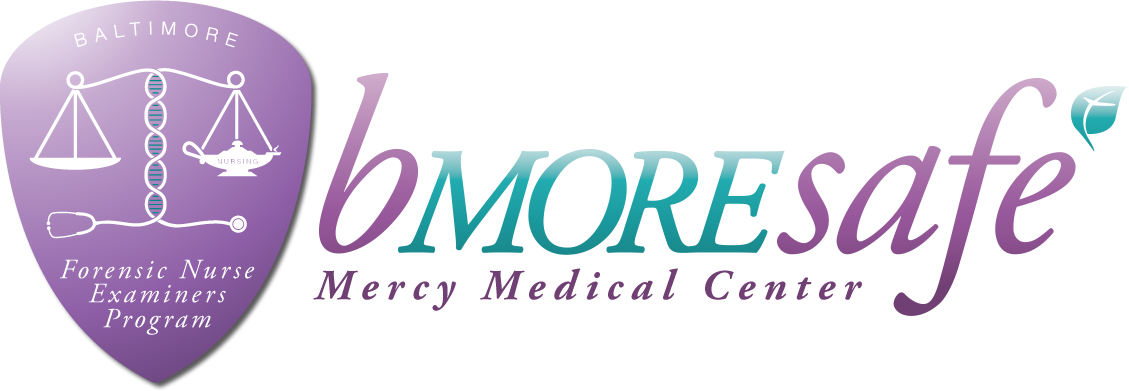 BALTIMORE
NURSING
Forensic Nurse
Examiners
Program
bMOREsafe
Mercy Medical Center